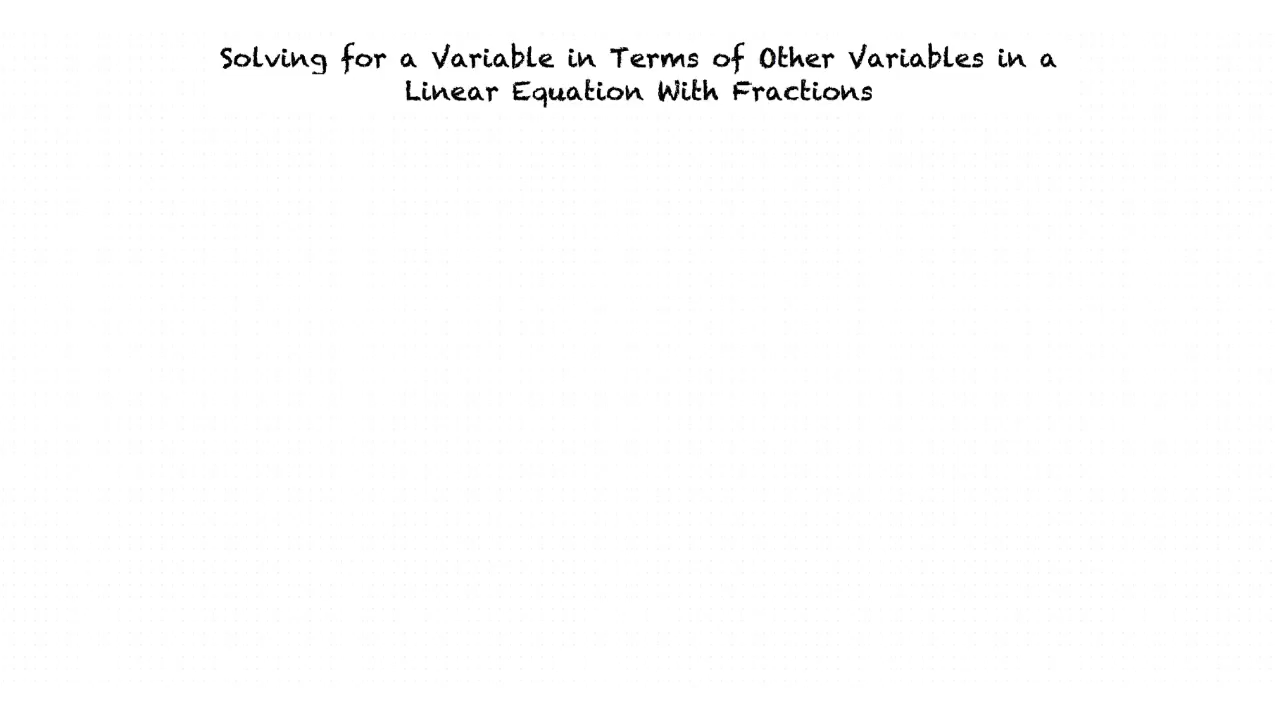 Solving for a Variable in Terms of Other Variables in a
Linear Equation With Fractions